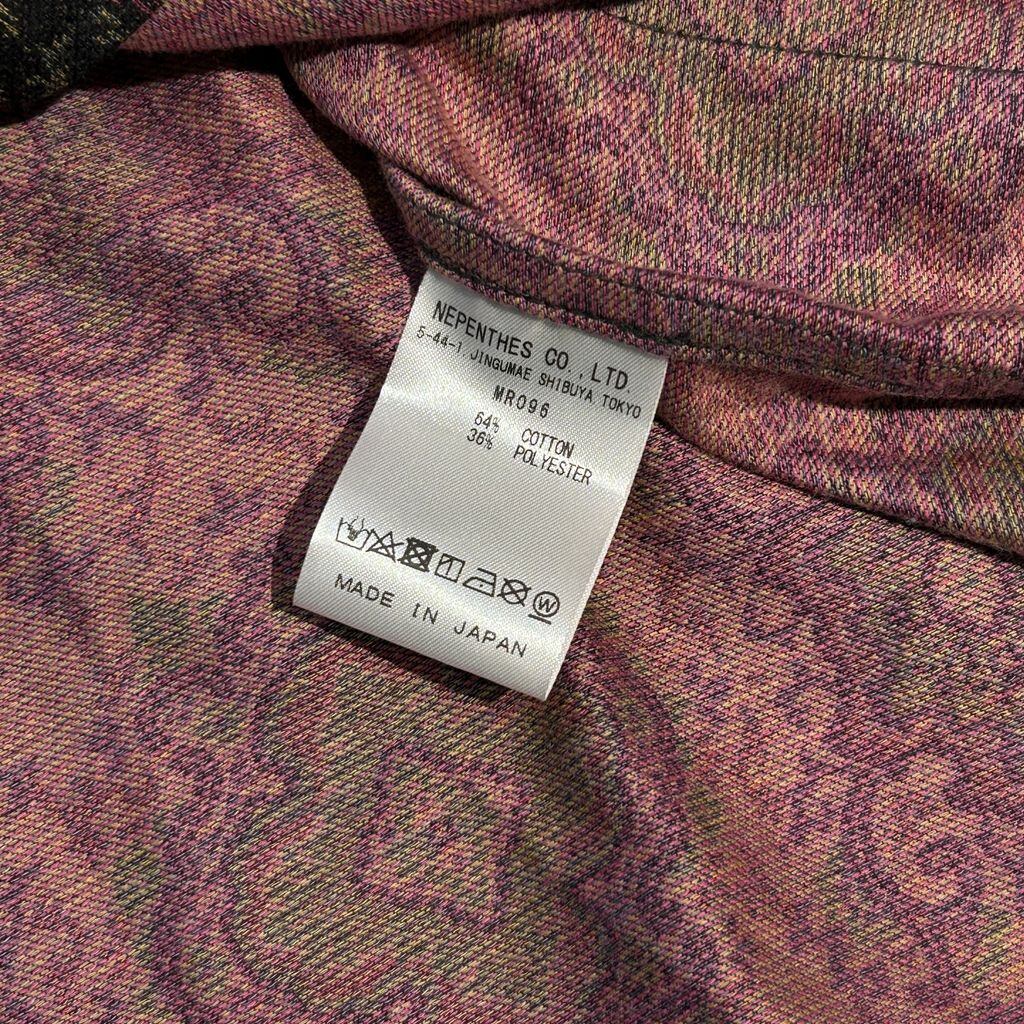 NEPENTHES CO.,LTD
5-44-1,JINGUMAE SHIBUYA TOKYO
MR096
64% COTTON
36% POLYESTER
W
MADE IN JAPAN